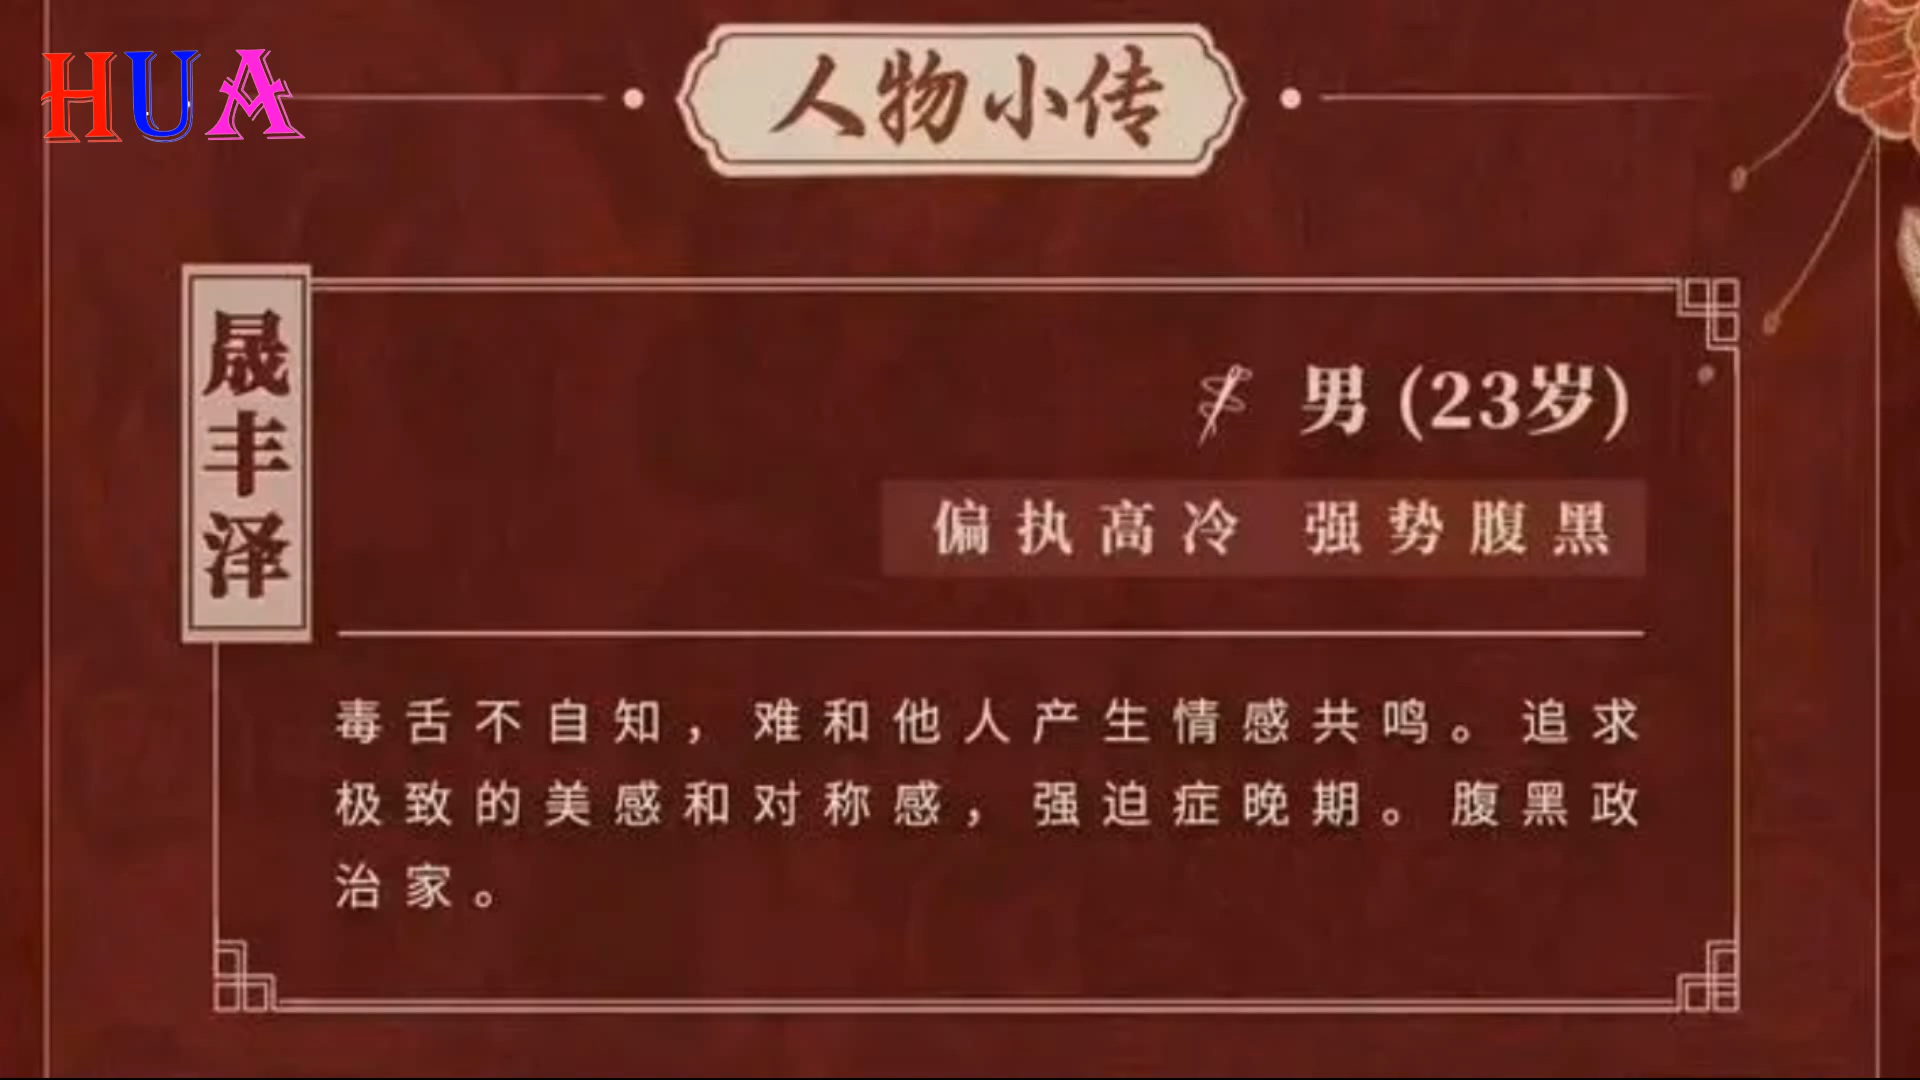 HUA
人物小传
晟丰泽
男(23岁)
偏执高冷 强势腹黑
毒舌不自知，难和他人产生情感共鸣。追求
极致的美感和对称感，强迫症晚期。腹黑政
治家。